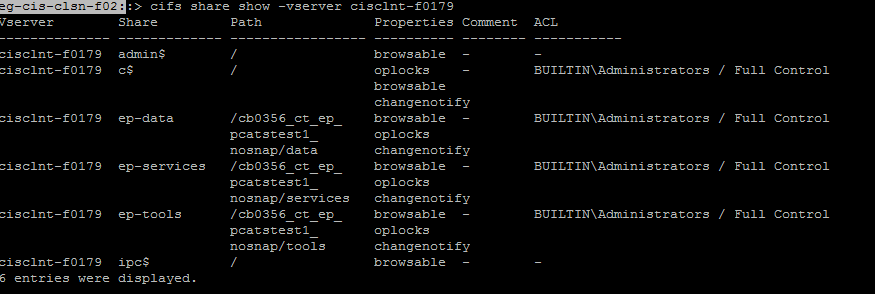 eg-cis-clsn-f02::> cifs share show -vserver cisclnt-f0179
Vserver        Share         Path              Properties Comment  ACL
-------------- ------------- ----------------- ---------- -------- -----------
cisclnt-f0179  admin$        /                 browsable  -        -
cisclnt-f0179  c$            /                 oplocks    -        BUILTIN\Administrators / Full Control
                                               browsable
                                               changenotify
cisclnt-f0179  ep-data       /cb0356_ct_ep_    browsable  -        BUILTIN\Administrators / Full Control
                             pcatstest1_       oplocks
                             nosnap/data       changenotify
cisclnt-f0179  ep-services   /cb0356_ct_ep_    browsable  -        BUILTIN\Administrators / Full Control
                             pcatstest1_       oplocks
                             nosnap/services   changenotify
cisclnt-f0179  ep-tools      /cb0356_ct_ep_    browsable  -        BUILTIN\Administrators / Full Control
                             pcatstest1_       oplocks
                             nosnap/tools      changenotify
cisclnt-f0179  ipc$          /                 browsable  -        -
6 entries were displayed.